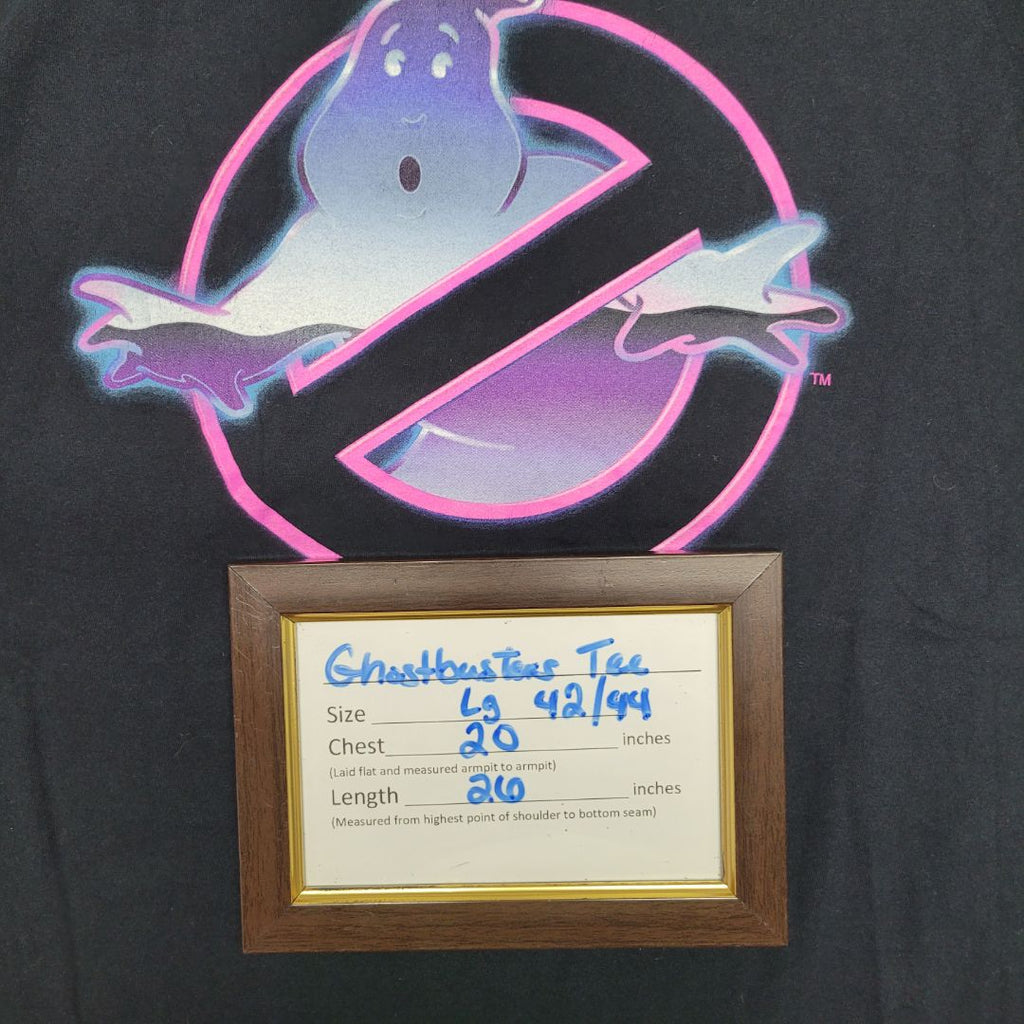 TM
Ghostbusters Tee
Size Lg 42/44
Chest 20 inches
(Laid flat and measured armpit to armpit)
Length 26 inches
(Measured from highest point of shoulder to bottom seam)